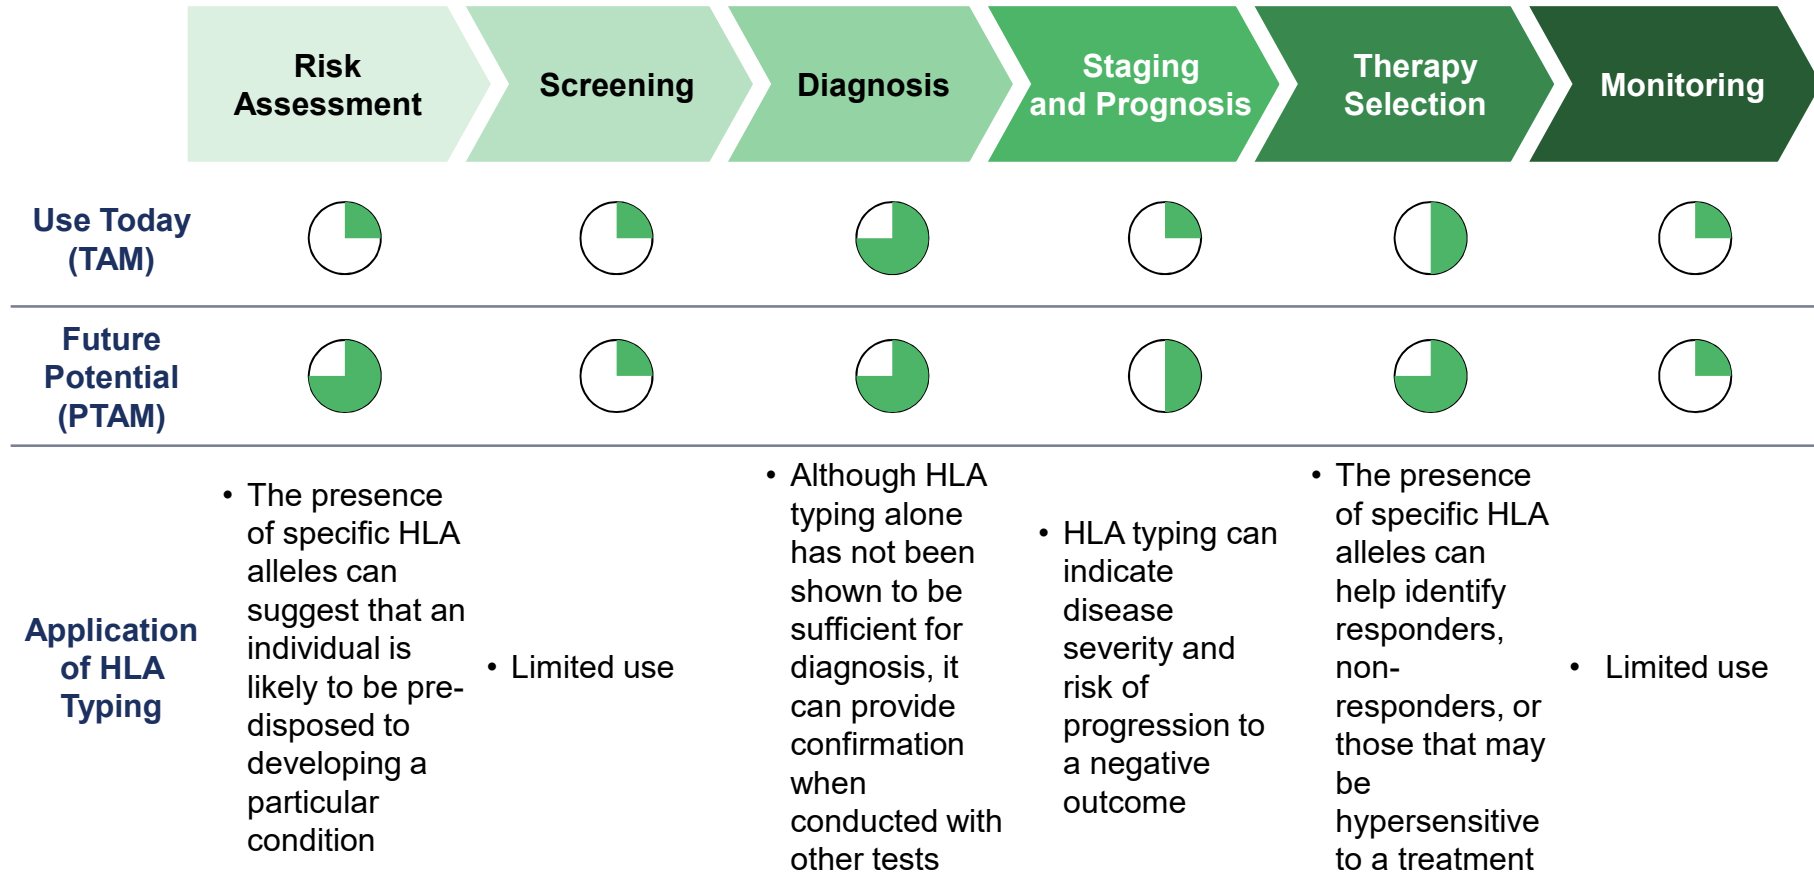 Risk
Assessment
Screening
Diagnosis
Staging
and Prognosis
Therapy
Selection
Monitoring
Use Today
(TAM)
Future
Potential
(PTAM)
Application
of HLA
Typing
• The presence
of specific HLA
alleles can
suggest that an
individual is
likely to be pre-
disposed to
developing a
particular
condition
• Limited use
• Although HLA
typing alone
has not been
shown to be
sufficient for
diagnosis, it
can provide
confirmation
when
conducted with
other tests
• HLA typing can
indicate
disease
severity and
risk of
progression to
a negative
outcome
• The presence
of specific HLA
alleles can
help identify
responders,
non-
responders, or
those that may
be
hypersensitive
to a treatment
• Limited use